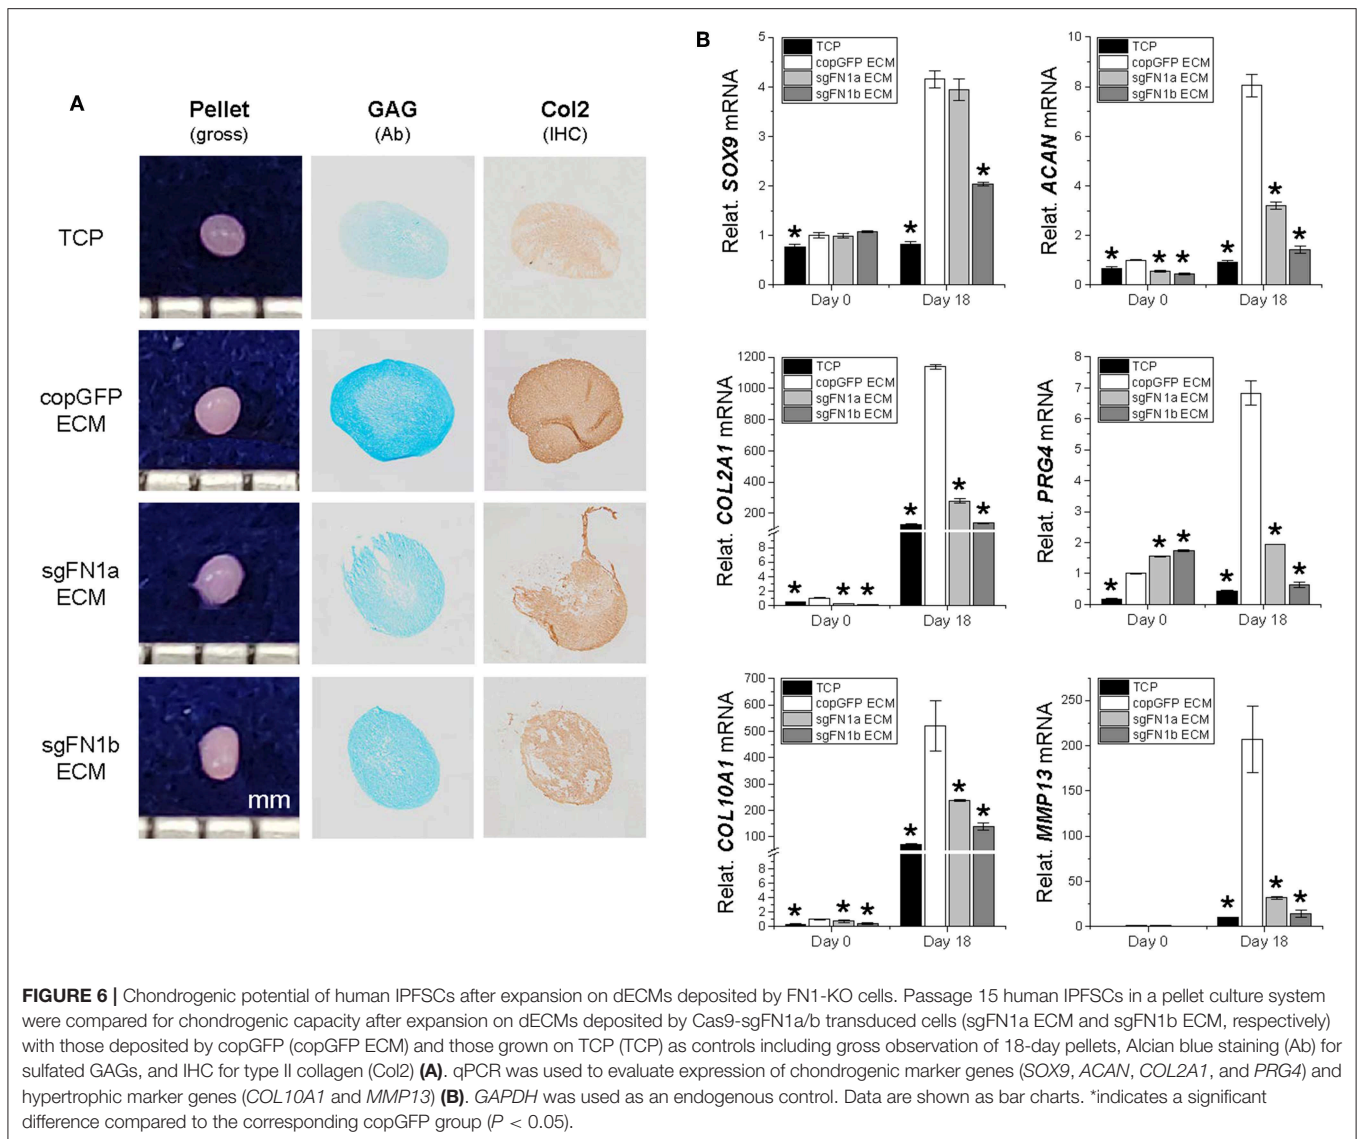 A
Pellet
(gross)
GAG
(Ab)
Col2
(IHC)
TCP
copGFP
ECM
sgFN1a
ECM
sgFN1b
ECM
mm
B
Relat. SOX9 mRNA
5
4
3
2
1
0
TCP
copGFP ECM
sgFN1a ECM
sgFN1b ECM
* * *
Day 0 Day 18
Relat. ACAN mRNA
10
8
6
4
2
0
TCP
copGFP ECM
sgFN1a ECM
sgFN1b ECM
* * * * * *
Day 0 Day 18
Relat. COL2A1 mRNA
1200
1000
800
600
400
200
8
6
4
2
0
TCP
copGFP ECM
sgFN1a ECM
sgFN1b ECM
* * * * * *
Day 0 Day 18
Relat. PRG4 mRNA
8
7
6
5
4
3
2
1
0
TCP
copGFP ECM
sgFN1a ECM
sgFN1b ECM
* * * * * *
Day 0 Day 18
Relat. COL10A1 mRNA
700
600
500
400
300
200
100
8
6
4
2
0
TCP
copGFP ECM
sgFN1a ECM
sgFN1b ECM
* * * * * *
Day 0 Day 18
Relat. MMP13 mRNA
250
200
150
100
50
0
TCP
copGFP ECM
sgFN1a ECM
sgFN1b ECM
* * *
Day 0 Day 18
FIGURE 6 | Chondrogenic potential of human IPFSCs after expansion on dECMs deposited by FN1-KO cells. Passage 15 human IPFSCs in a pellet culture system
were compared for chondrogenic capacity after expansion on dECMs deposited by Cas9-sgFN1a/b transduced cells (sgFN1a ECM and sgFN1b ECM, respectively)
with those deposited by copGFP (copGFP ECM) and those grown on TCP (TCP) as controls including gross observation of 18-day pellets, Alcian blue staining (Ab) for
sulfated GAGs, and IHC for type II collagen (Col2) (A). qPCR was used to evaluate expression of chondrogenic marker genes (SOX9, ACAN, COL2A1, and PRG4) and
hypertrophic marker genes (COL10A1 and MMP13) (B). GAPDH was used as an endogenous control. Data are shown as bar charts. *indicates a significant
difference compared to the corresponding copGFP group (P < 0.05).